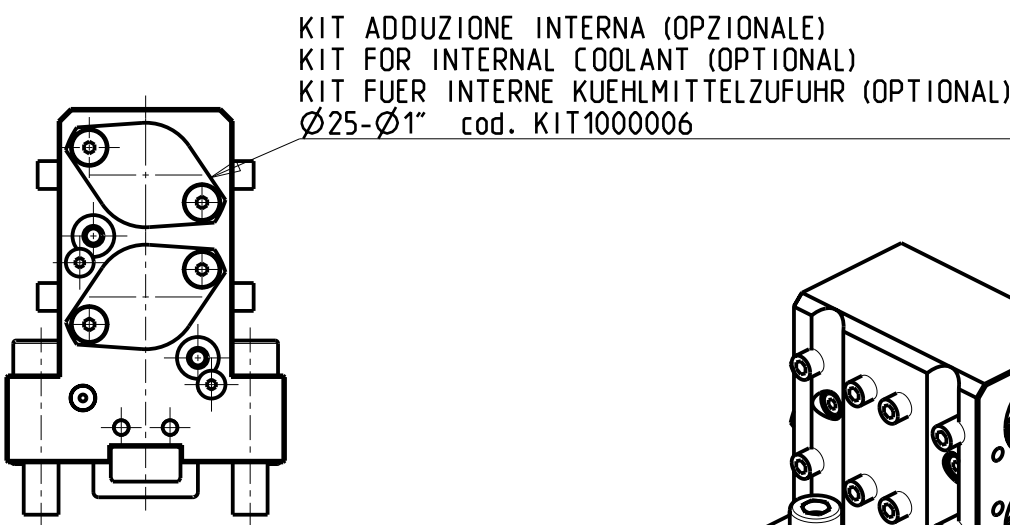 KIT ADDUZIONE INTERNA (OPZIONALE)
KIT FOR INTERNAL COOLANT (OPTIONAL)
KIT FUER INTERNE KUEHLMITTELZUFUHR (OPTIONAL)
Ø25-Ø1" cod. KIT1000006